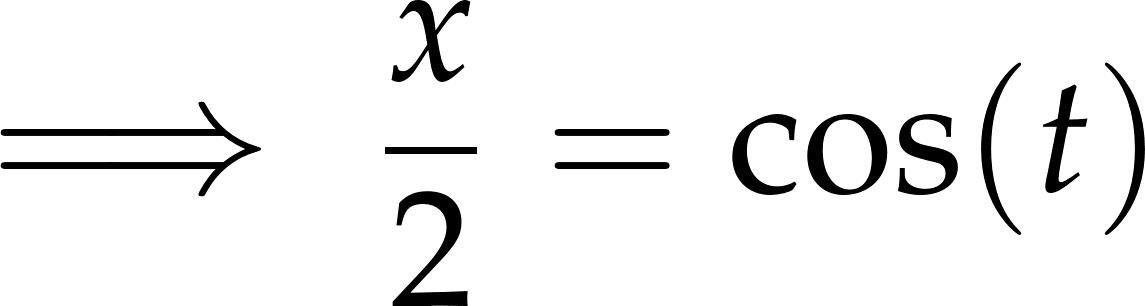 ⟹ x/2 = cos(t)